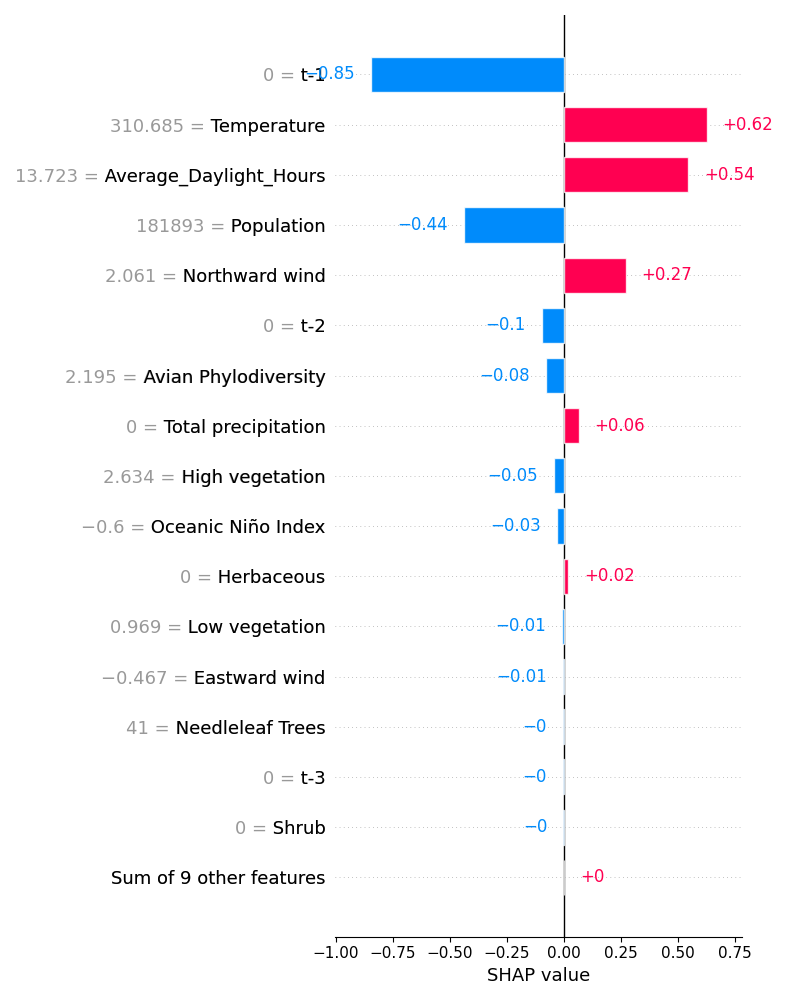 0 = t-1 −0.85
310.685 = Temperature +0.62
13.723 = Average_Daylight_Hours +0.54
181893 = Population −0.44
2.061 = Northward wind +0.27
0 = t-2 −0.1
2.195 = Avian Phylodiversity −0.08
0 = Total precipitation +0.06
2.634 = High vegetation −0.05
−0.6 = Oceanic Niño Index −0.03
0 = Herbaceous +0.02
0.969 = Low vegetation −0.01
−0.467 = Eastward wind −0.01
41 = Needleleaf Trees −0
0 = t-3 −0
0 = Shrub −0
Sum of 9 other features +0
−1.00 −0.75 −0.50 −0.25 0.00 0.25 0.50 0.75
SHAP value